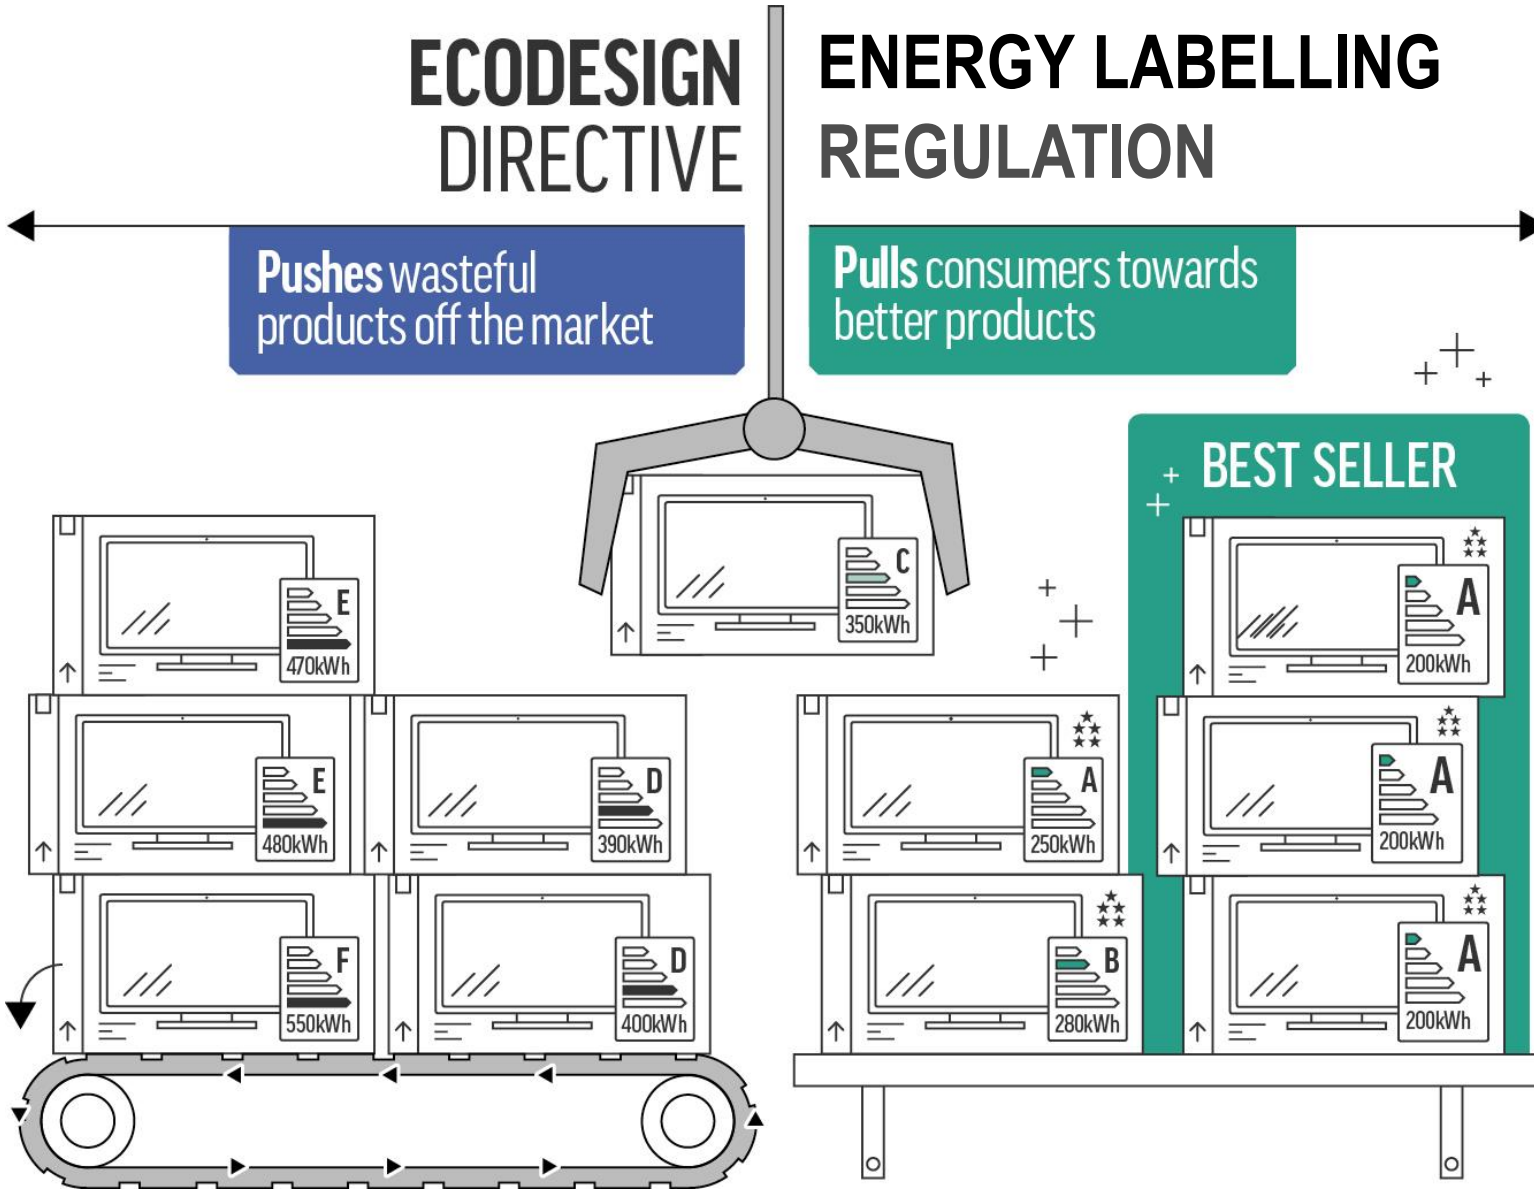 ECODESIGN
DIRECTIVE
ENERGY LABELLING
REGULATION
Pushes wasteful
products off the market
Pulls consumers towards
better products
BEST SELLER
E
470kWh
C
350kWh
A
200kWh
E
480kWh
D
390kWh
A
250kWh
A
200kWh
F
550kWh
D
400kWh
B
280kWh
A
200kWh